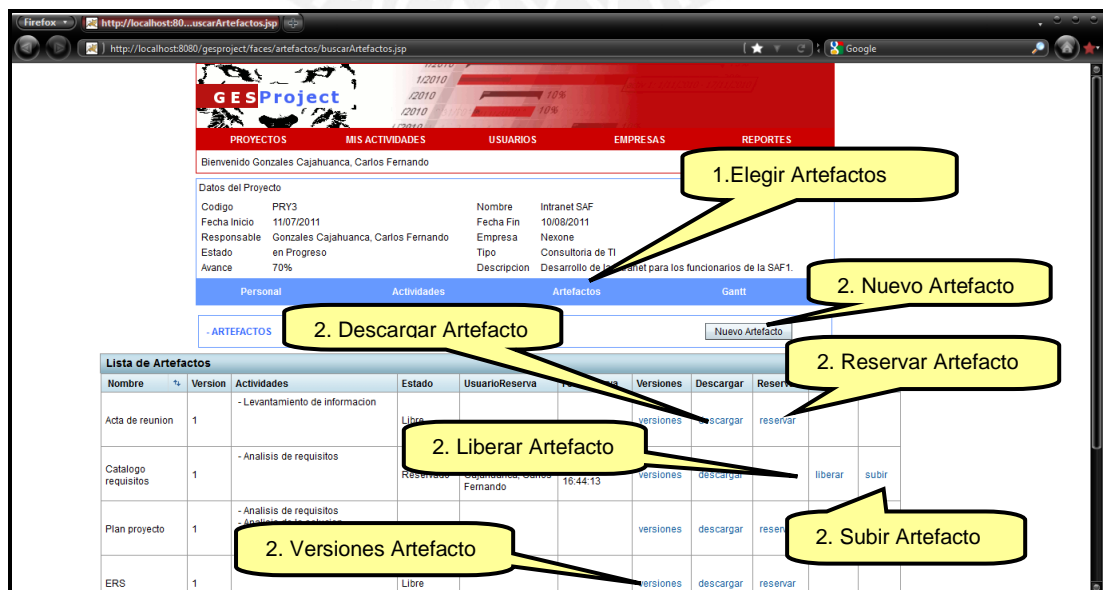 Firefox
http://localhost:80...uscarArtefactos.jsp
http://localhost:8080/gesproject/faces/artefactos/buscarArtefactos.jsp
Google
1/2010
/2010
/2010
10%
10%
GESProject
PROYECTOS MIS ACTIVIDADES USUARIOS EMPRESAS REPORTES
Bienvenido Gonzales Cajahuanca, Carlos Fernando
1.Elegir Artefactos
Datos del Proyecto
Codigo PRY3 Nombre Intranet SAF
Fecha Inicio 11/07/2011 Fecha Fin 10/08/2011
Responsable Gonzales Cajahuanca, Carlos Fernando Empresa Nexone
Estado en Progreso Tipo Consultoria de TI
Avance 70% Descripcion Desarrollo de la para los funcionarios de la SAF1.
Personal Actividades Artefactos Gantt
2. Nuevo Artefacto
- ARTEFACTOS
2. Descargar Artefacto
Nuevo Artefacto
2. Reservar Artefacto
Lista de Artefactos
Nombre Version Actividades Estado UsuarioReserva Versiones Descargar
Acta de reunion 1 - Levantamiento de informacion Libre versiones descargar reservar
2. Liberar Artefacto
Catalogo requisitos 1 - Analisis de requisitos Reservado Cajahuanca, Carlos Fernando 16:44:13 versiones descargar liberar subir
Plan proyecto 1 - Analisis de requisitos versiones descargar
2. Subir Artefacto
2. Versiones Artefacto
ERS 1 Libre versiones descargar reservar